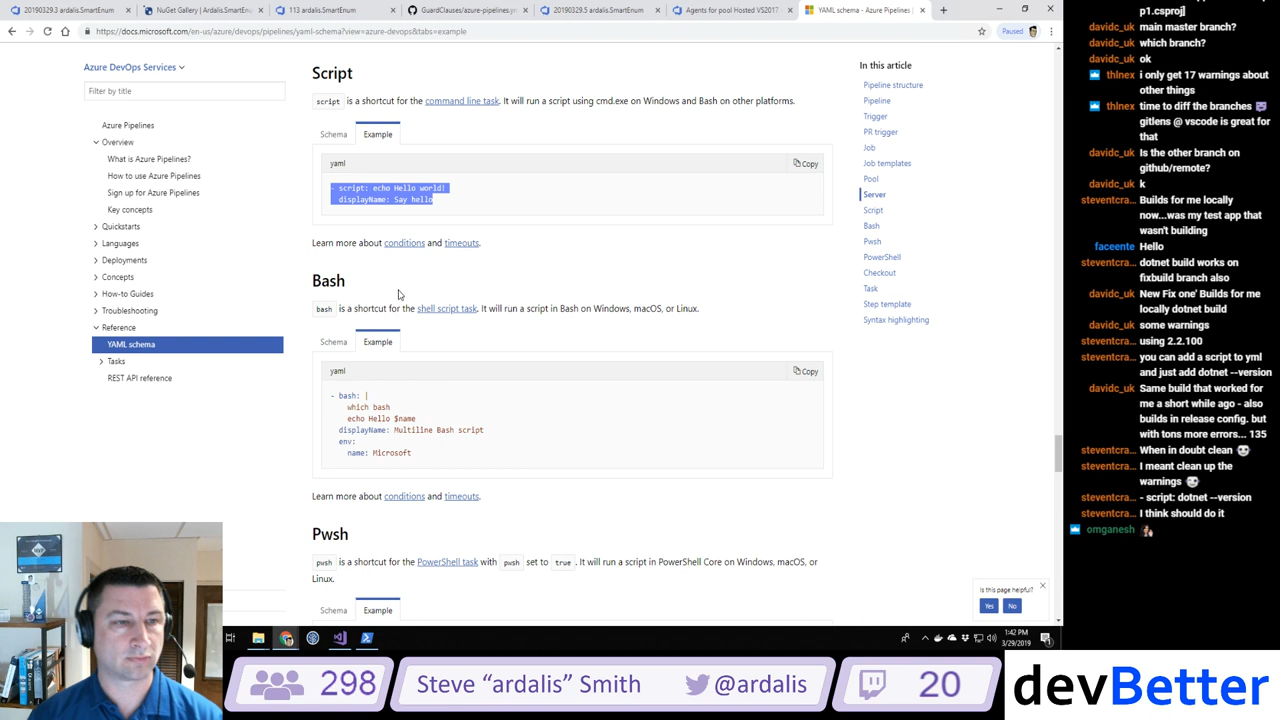 20190329.3 ardalis.SmartEnum
NuGet Gallery | Ardalis.SmartEnum
113 ardalis.SmartEnum
GuardClauses/azure-pipelines.ym
20190329.5 ardalis.SmartEnum
Agents for pool Hosted VS2017
YAML schema - Azure Pipelines |
https://docs.microsoft.com/en-us/azure/devops/pipelines/yaml-schema?view=azure-devops&tabs=example
Paused
Azure DevOps Services
Filter by title
Azure Pipelines
Overview
What is Azure Pipelines?
How to use Azure Pipelines
Sign up for Azure Pipelines
Key concepts
Quickstarts
Languages
Deployments
Concepts
How-to Guides
Troubleshooting
Reference
YAML schema
Tasks
REST API reference
Script
script is a shortcut for the command line task. It will run a script using cmd.exe on Windows and Bash on other platforms.
Schema
Example
yaml
Copy
- script: echo Hello world!
displayName: Say hello
Learn more about conditions and timeouts.
Bash
bash is a shortcut for the shell script task. It will run a script in Bash on Windows, macOS, or Linux.
Schema
Example
yaml
Copy
- bash: |
which bash
echo Hello $name
displayName: Multiline Bash script
env:
name: Microsoft
Learn more about conditions and timeouts.
Pwsh
pwsh is a shortcut for the PowerShell task with pwsh set to true. It will run a script in PowerShell Core on Windows, macOS, or
Linux.
Schema
Example
In this article
Pipeline structure
Pipeline
Trigger
PR trigger
Job
Job templates
Pool
Server
Script
Bash
Pwsh
PowerShell
Checkout
Task
Step template
Syntax highlighting
Is this page helpful?
Yes
No
1:42 PM
3/29/2019
p1.csproj]
davidc_uk main master branch?
davidc_uk which branch?
davidc_uk ok
thlnex i only get 17 warnings about
other things
thlnex time to diff the branches
gitlens @ vscode is great for
that
davidc_uk Is the other branch on
github/remote?
davidc_uk k
steventcra... Builds for me locally
now...was my test app that
wasn't building
faceente Hello
steventcra... dotnet build works on
fixbuild branch also
steventcra... New Fix one' Builds for me
locally dotnet build
davidc_uk some warnings
steventcra... using 2.2.100
steventcra... you can add a script to yml
and just add dotnet --version
davidc_uk Same build that worked for
me a short while ago - also
builds in release config. but
with tons more errors... 135
steventcra... When in doubt clean
steventcra... I meant clean up the
warnings
steventcra... - script: dotnet --version
steventcra... I think should do it
omganesh
298
Steve "ardalis" Smith
@ardalis
20
devBetter